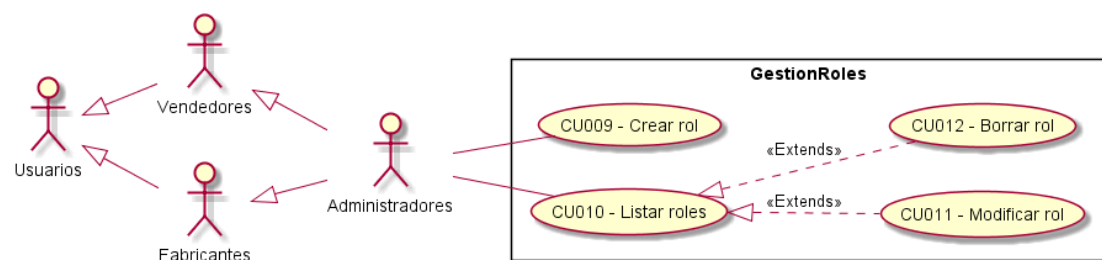 Usuarios
Vendedores
Fabricantes
Administradores
GestionRoles
CU009 - Crear rol
CU010 - Listar roles
«Extends»
«Extends»
CU012 - Borrar rol
CU011 - Modificar rol